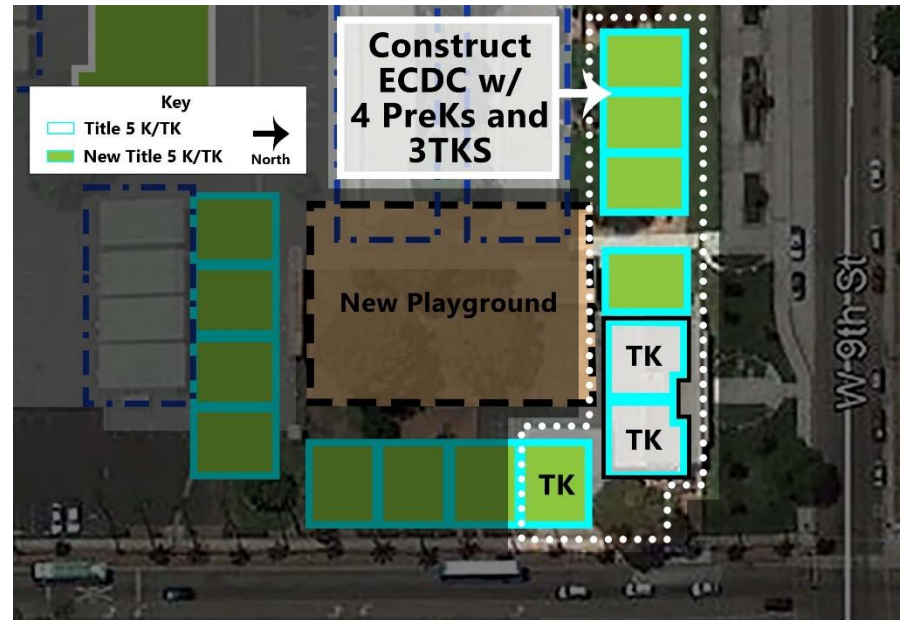 Construct
ECDC w/
4 PreKs and
3TKS
Key
Title 5 K/TK
New Title 5 K/TK
North
New Playground
TK
TK
TK
W 9th St